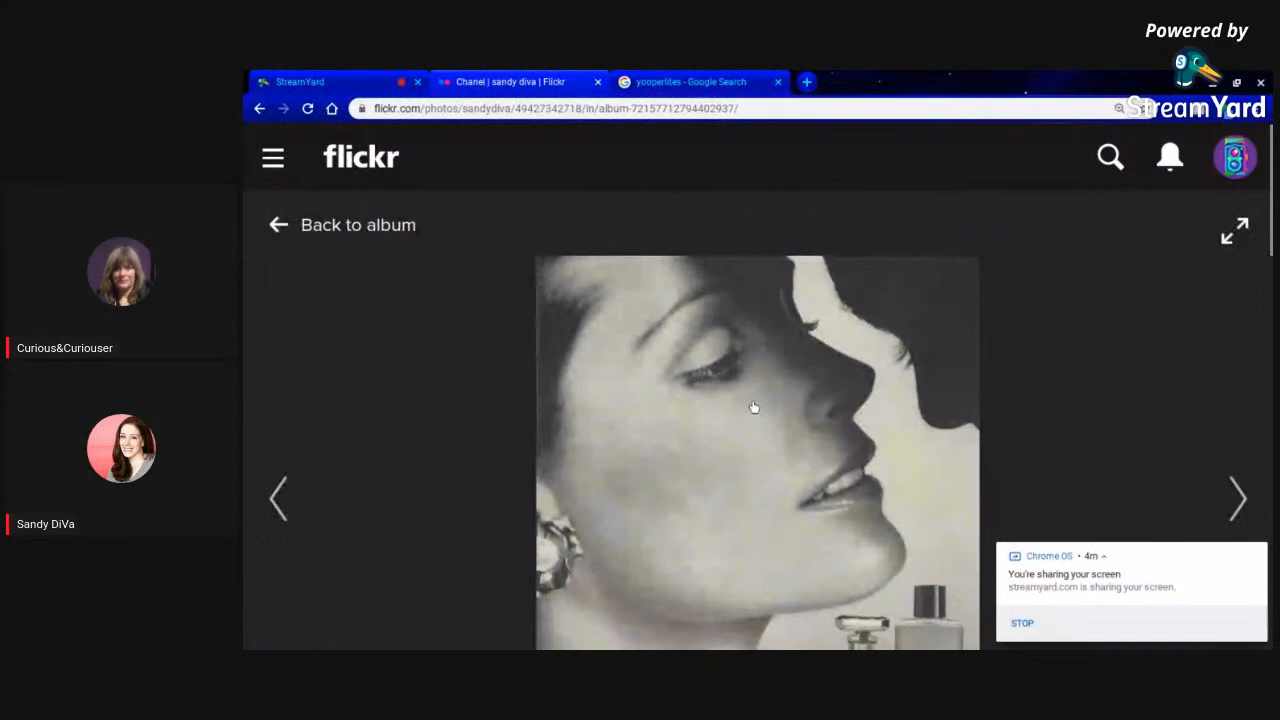 Powered by
StreamYard
StreamYard
Chanel | sandy diva | Flickr
yooperlites - Google Search
flickr.com/photos/sandydiva/49427342718/in/album-72157712794402937/
flickr
Back to album
Curious&Curiouser
Sandy DiVa
Chrome OS • 4m
You're sharing your screen
streamyard.com is sharing your screen.
STOP